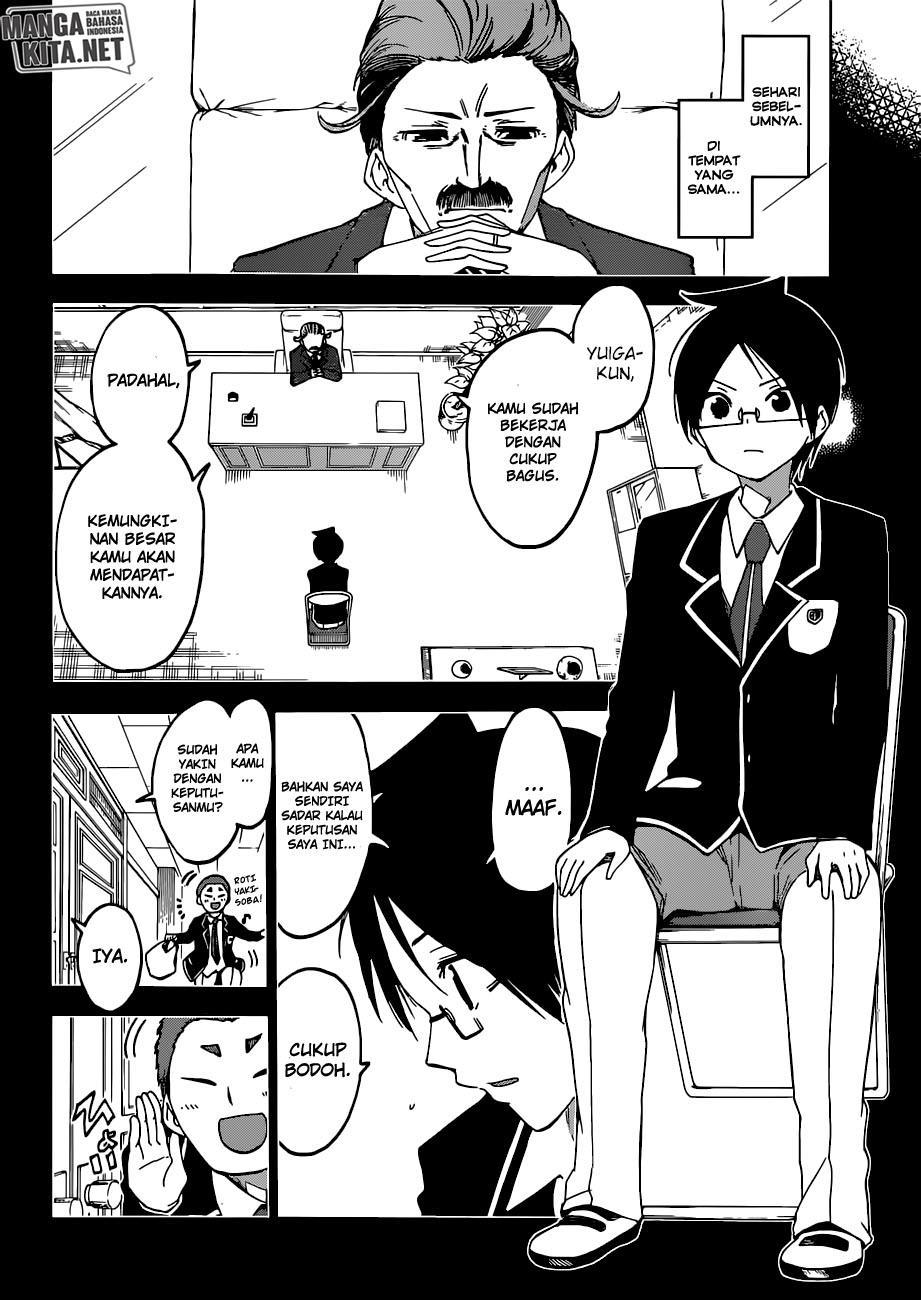 MANGA
KITA.NET
BACA MANGA
BAHASA
INDONESIA
SEHARI
SEBEL-
UMNYA.
DI
TEMPAT
YANG
SAMA...
YUIGA-
KUN,
KAMU SUDAH
BEKERJA
DENGAN
CUKUP
BAGUS.
PADAHAL,
KEMUNGKI-
NAN BESAR
KAMU AKAN
MENDAPAT-
KANNYA.
...
MAAF.
BAHKAN SAYA
SENDIRI
SADAR KALAU
KEPUTUSAN
SAYA INI...
CUKUP
BODOH.
APA
KAMU
...
SUDAH
YAKIN
DENGAN
KEPUTU-
SANMU?
ROTI
YAKI-
SOBA!
IYA.